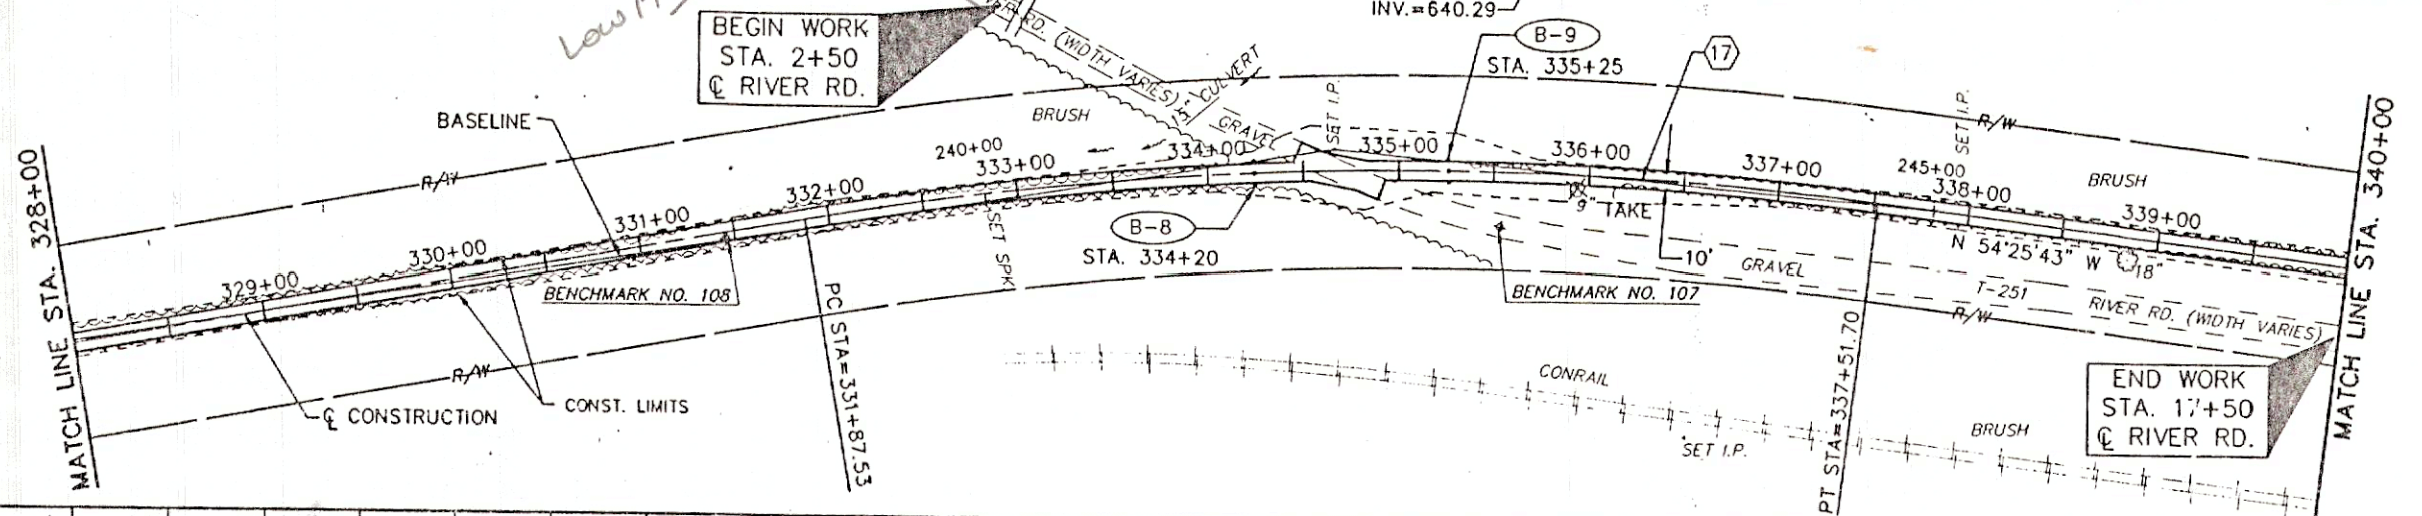 Low
INV.=640.29
BEGIN WORK
STA. 2+50
℄ RIVER RD.
RD. (WIDTH VARIES)
15" CULVERT
GRAVEL
B-9
STA. 335+25
17
BASELINE
BRUSH
SET I.P.
SET I.P.
R/W
R/W
MATCH LINE STA. 328+00
329+00
330+00
331+00
332+00
240+00
333+00
334+00
335+00
336+00
337+00
245+00
338+00
BRUSH
339+00
MATCH LINE STA. 340+00
BENCHMARK NO. 108
SET SPK
B-8
STA. 334+20
9" TAKE
10'
GRAVEL
BENCHMARK NO. 107
N 54°25'43" W
18"
T-251
RIVER RD. (WIDTH VARIES)
R/W
R/W
℄ CONSTRUCTION
CONST. LIMITS
PC STA=331+87.53
CONRAIL
SET I.P.
PT STA=337+51.70
BRUSH
END WORK
STA. 17+50
℄ RIVER RD.